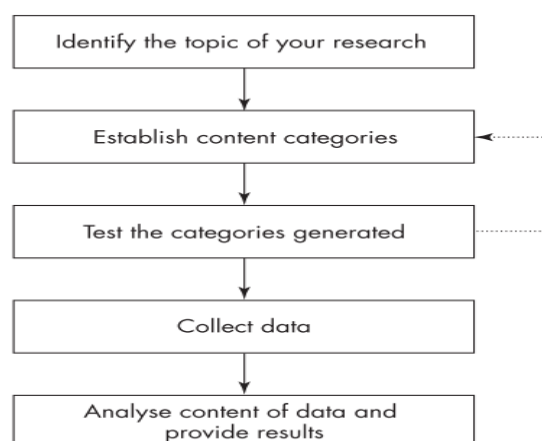 Identify the topic of your research
Establish content categories
Test the categories generated
Collect data
Analyse content of data and
provide results